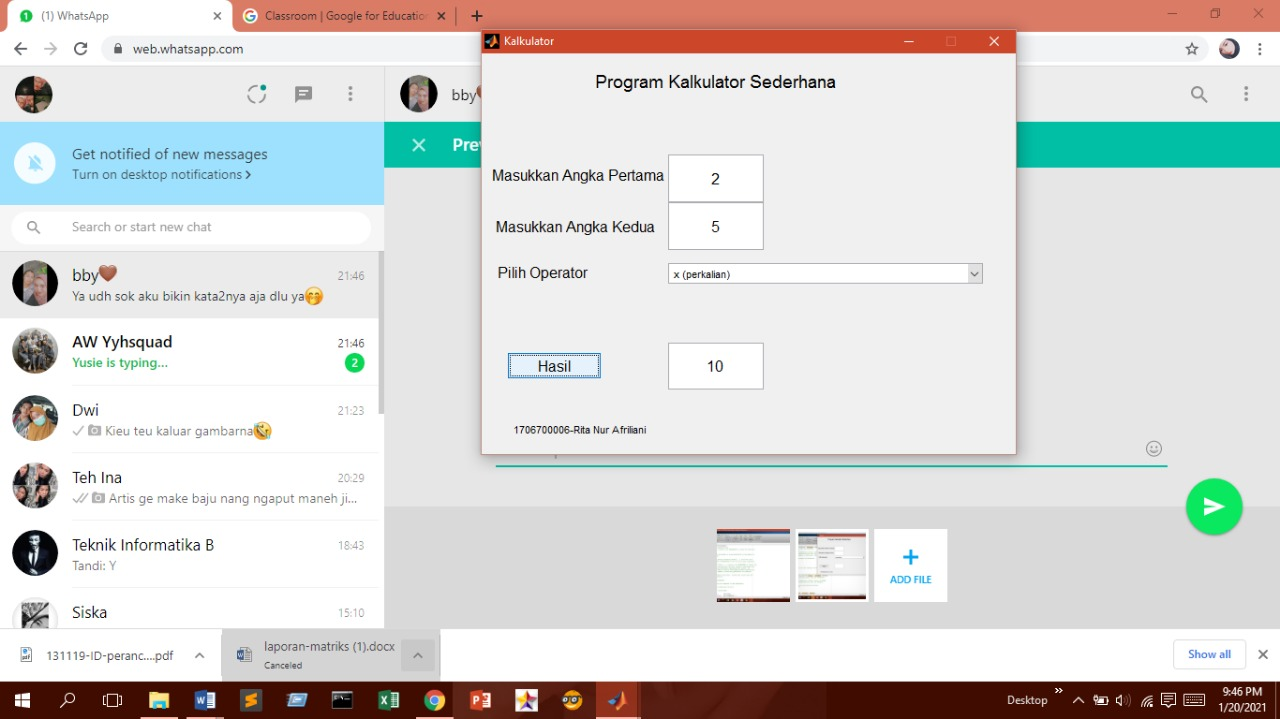 (1) WhatsApp
Classroom | Google for Education
web.whatsapp.com
Kalkulator
Program Kalkulator Sederhana
Masukkan Angka Pertama
2
Masukkan Angka Kedua
5
Pilih Operator
x (perkalian)
Hasil
10
1706700006-Rita Nur Afriliani
bby
Get notified of new messages
Turn on desktop notifications >
Search or start new chat
bby🤎
21:46
Ya udh sok aku bikin kata2nya aja dlu ya🤭
AW Yyhsquad
21:46
Yusie is typing...
2
Dwi
21:23
Kieu teu kaluar gambarna🤣
Teh Ina
20:29
Artis ge make baju nang ngaput maneh ji...
Teknik Informatika B
18:43
Tandi: Y
Siska
15:10
ADD FILE
131119-ID-peranc....pdf
laporan-matriks (1).docx
Canceled
Show all
Desktop
9:46 PM
1/20/2021